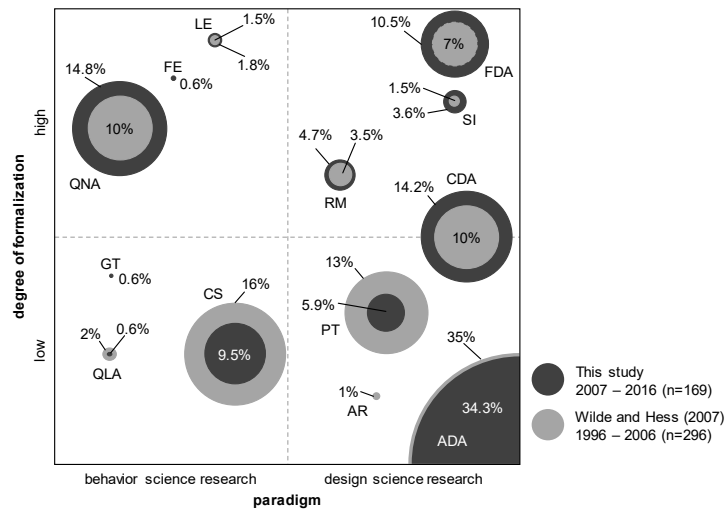 LE
1.5%
1.8%
FE
0.6%
14.8%
10%
QNA
10.5%
7%
FDA
1.5%
3.6%
SI
4.7%
3.5%
RM
CDA
14.2%
10%
high
degree of formalization
low
GT
0.6%
CS
16%
9.5%
2%
0.6%
QLA
13%
5.9%
PT
1%
AR
35%
34.3%
ADA
This study
2007 – 2016 (n=169)
Wilde and Hess (2007)
1996 – 2006 (n=296)
behavior science research
design science research
paradigm